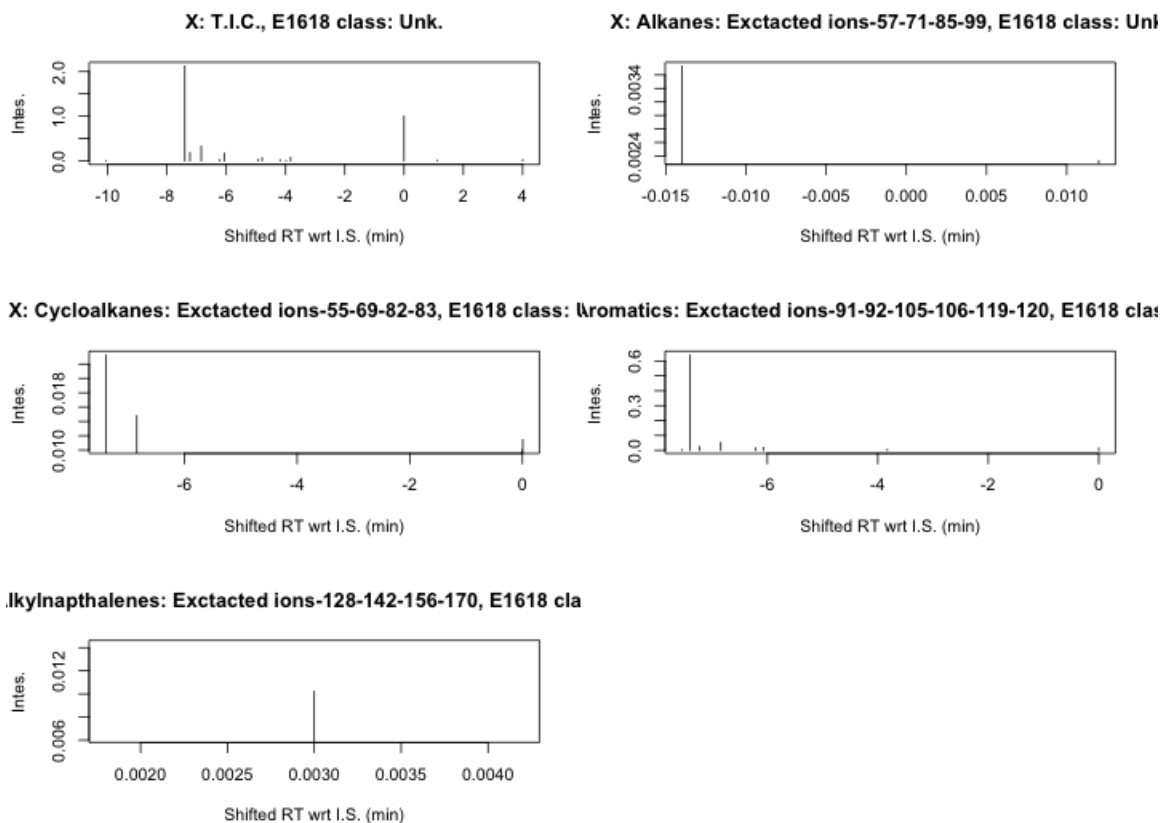 X: T.I.C., E1618 class: Unk.
Intes.
2.0
1.0
0.0
-10 -8 -6 -4 -2 0 2 4
Shifted RT wrt I.S. (min)
X: Alkanes: Exctacted ions-57-71-85-99, E1618 class: Unk
Intes.
0.0034
0.0024
-0.015 -0.010 -0.005 0.000 0.005 0.010
Shifted RT wrt I.S. (min)
X: Cycloalkanes: Exctacted ions-55-69-82-83, E1618 class: U
Intes.
0.018
0.010
-6 -4 -2 0
Shifted RT wrt I.S. (min)
Aromatics: Exctacted ions-91-92-105-106-119-120, E1618 clas
Intes.
0.6
0.3
0.0
-6 -4 -2 0
Shifted RT wrt I.S. (min)
lkylnapthalenes: Exctacted ions-128-142-156-170, E1618 cla
Intes.
0.012
0.006
0.0020 0.0025 0.0030 0.0035 0.0040
Shifted RT wrt I.S. (min)